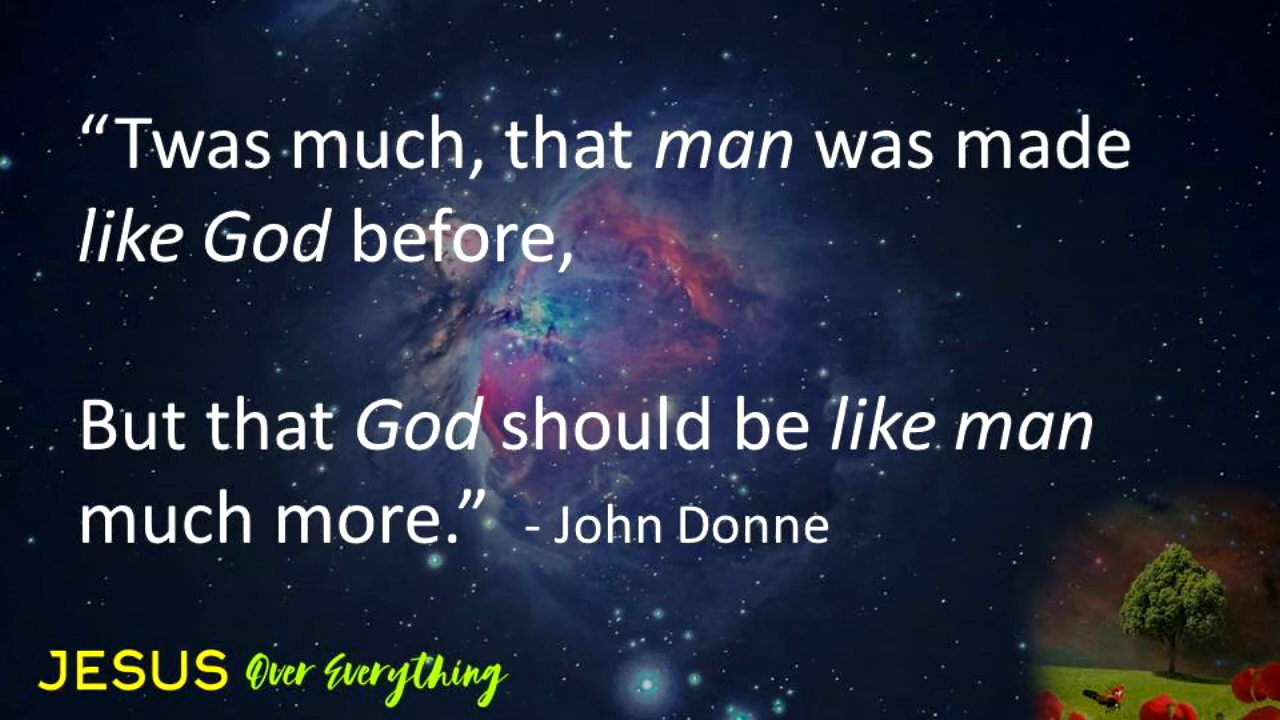 “Twas much, that man was made
like God before,
But that God should be like man
much more.” - John Donne
JESUS Over Everything